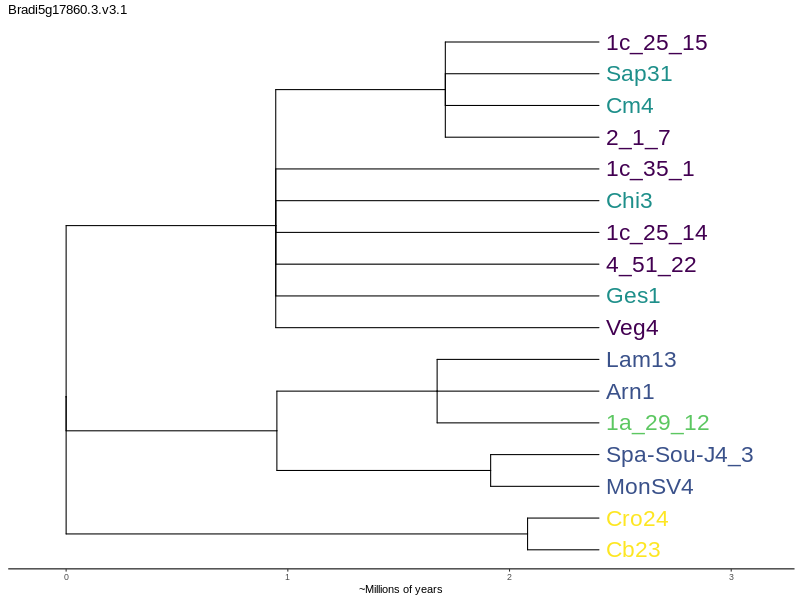 Bradi5g17860.3.v3.1
1c_25_15
Sap31
Cm4
2_1_7
1c_35_1
Chi3
1c_25_14
4_51_22
Ges1
Veg4
Lam13
Arn1
1a_29_12
Spa-Sou-J4_3
MonSV4
Cro24
Cb23
0 1 2 3
~Millions of years